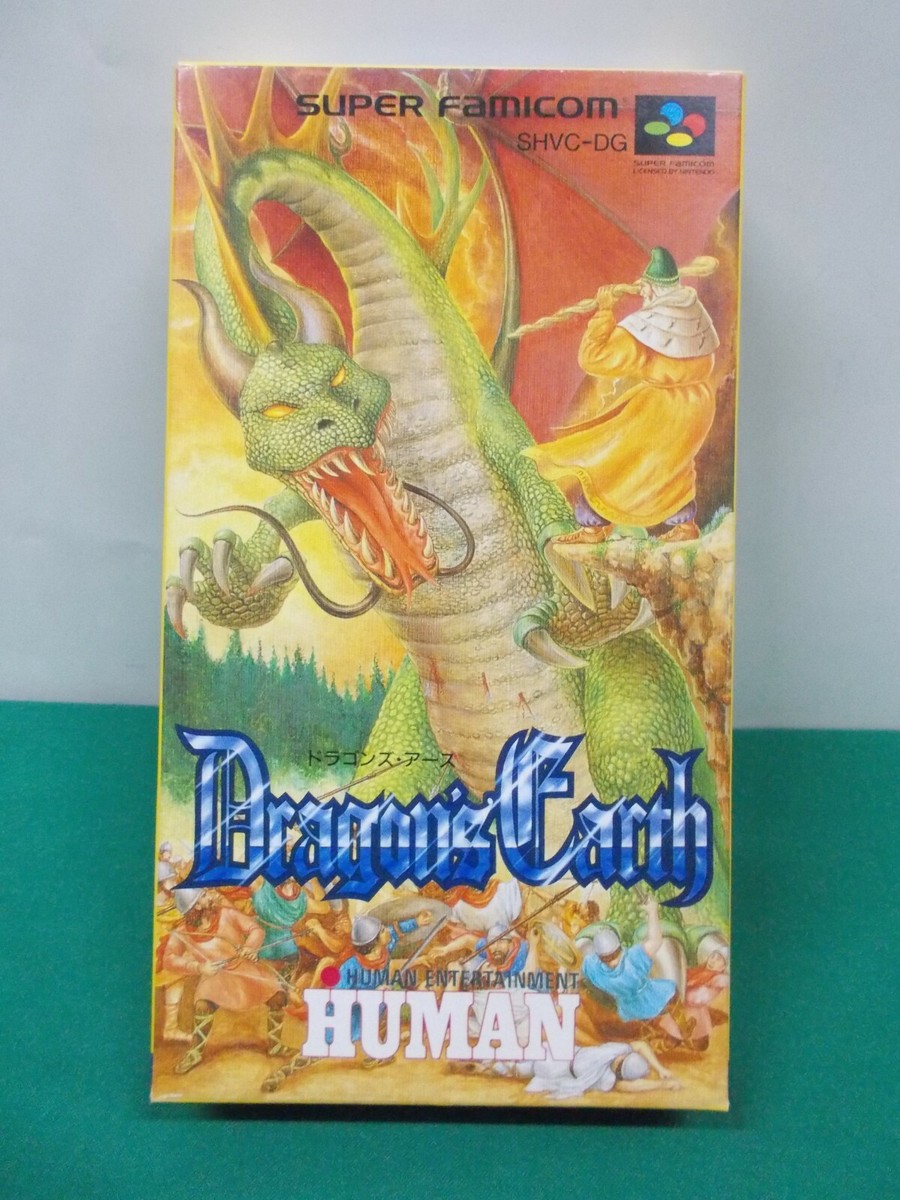 SUPER FAMICOM
SHVC-DG
SUPER FAMICOM
LICENSED BY NINTENDO
ドラゴンズ・アース
Dragon's Earth
HUMAN ENTERTAINMENT
HUMAN